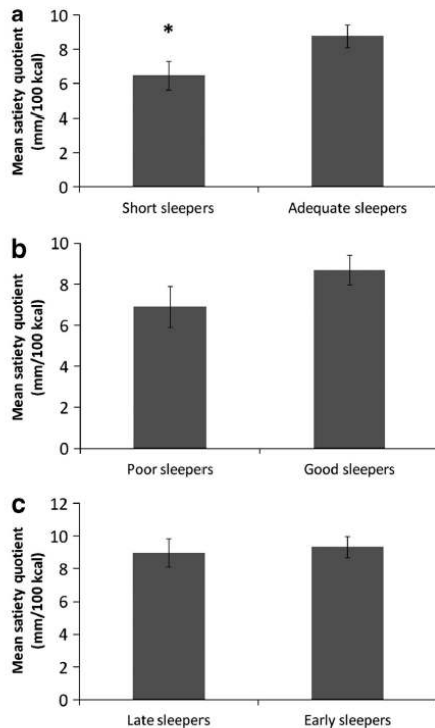 a
Mean satiety quotient
(mm/100 kcal)
10
8
6
4
2
0
*
Short sleepers Adequate sleepers
b
Mean satiety quotient
(mm/100 kcal)
10
8
6
4
2
0
Poor sleepers Good sleepers
c
Mean satiety quotient
(mm/100 kcal)
12
10
8
6
4
2
0
Late sleepers Early sleepers